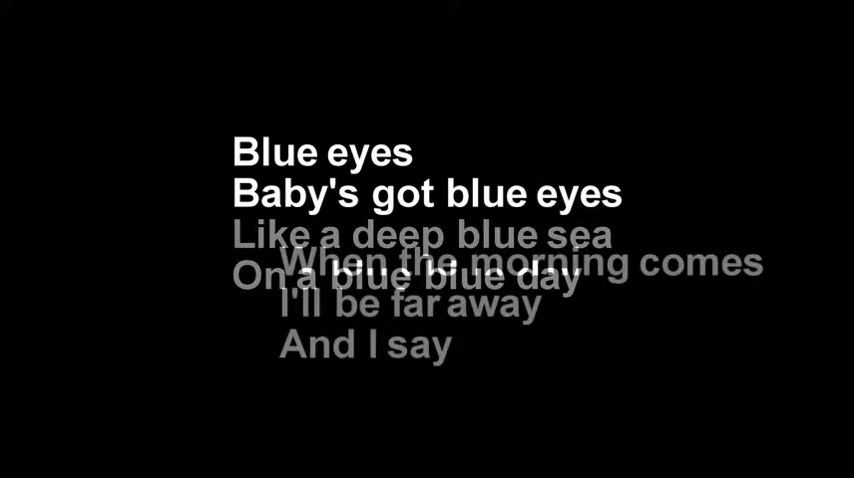 Blue eyes
Baby's got blue eyes
Like a deep blue sea
On a blue blue day
When the morning comes
I'll be far away
And I say